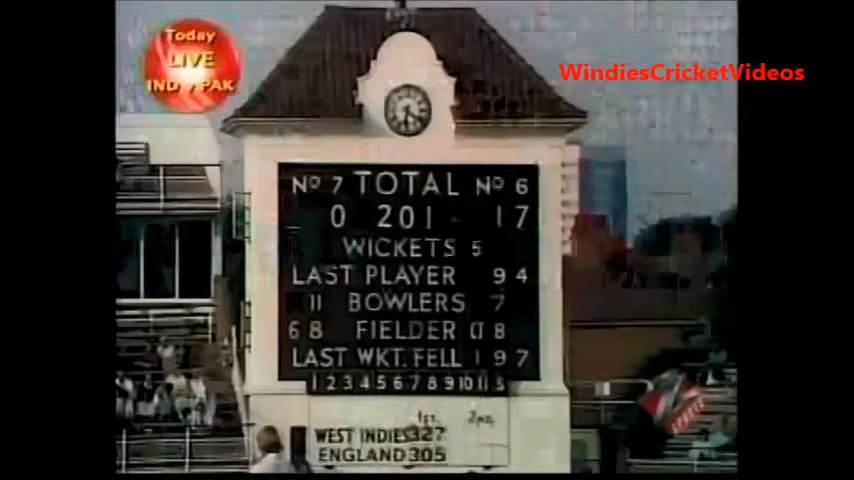 Today
LIVE
IND v PAK
WindiesCricketVideos
No 7 TOTAL No 6
0 201 - 17
WICKETS 5
LAST PLAYER 94
11 BOWLERS 7
68 FIELDER 8
LAST WKT. FELL 197
1 2 3 4 5 6 7 8 9 10 11 S
1ST. 2ND.
WEST INDIES 327
ENGLAND 305
SPORTS